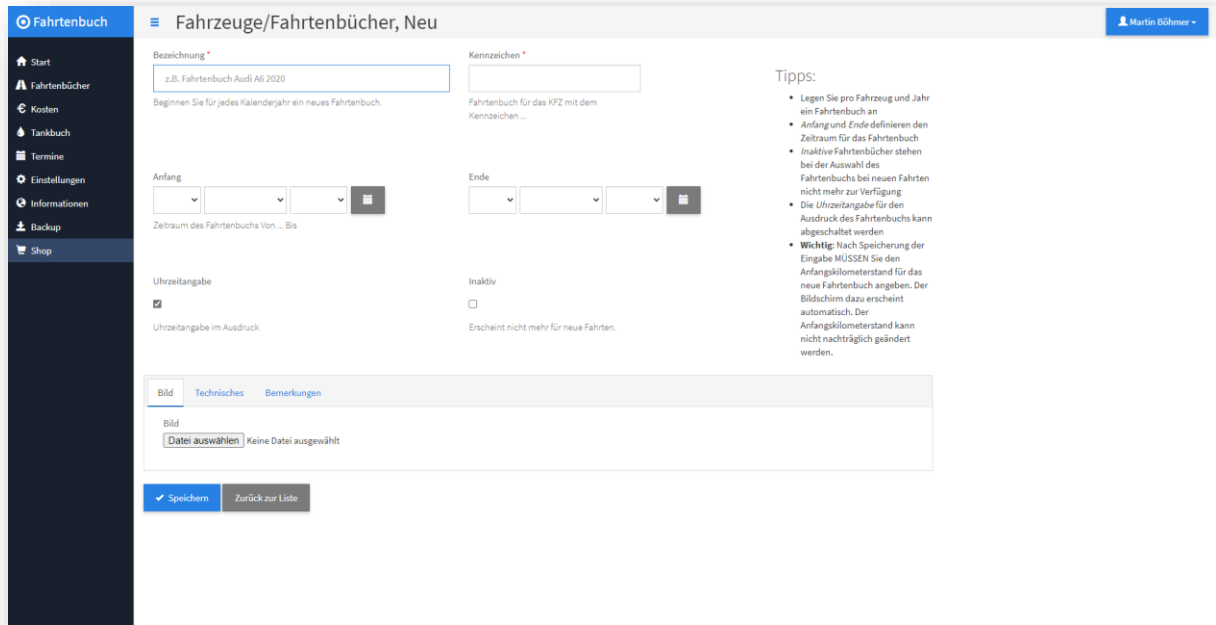 Fahrtenbuch
Fahrzeuge/Fahrtenbücher, Neu
Martin Böhmer
Start
Fahrtenbücher
Kosten
Tankbuch
Termine
Einstellungen
Informationen
Backup
Shop
Bezeichnung *
z.B. Fahrtenbuch Audi A6 2020
Beginnen Sie für jedes Kalenderjahr ein neues Fahrtenbuch.
Kennzeichen *
Fahrtenbuch für das KFZ mit dem
Kennzeichen ...
Anfang
Zeitraum des Fahrtenbuchs Von ... Bis
Ende
Uhrzeitangabe
Uhrzeitangabe im Ausdruck
Inaktiv
Erscheint nicht mehr für neue Fahrten.
Tipps:
• Legen Sie pro Fahrzeug und Jahr
ein Fahrtenbuch an
• Anfang und Ende definieren den
Zeitraum für das Fahrtenbuch
• Inaktive Fahrtenbücher stehen
bei der Auswahl des
Fahrtenbuchs bei neuen Fahrten
nicht mehr zur Verfügung
• Die Uhrzeitangabe für den
Ausdruck des Fahrtenbuchs kann
abgeschaltet werden
• Wichtig: Nach Speicherung der
Eingabe MÜSSEN Sie den
Anfangskilometerstand für das
neue Fahrtenbuch angeben. Der
Bildschirm dazu erscheint
automatisch. Der
Anfangskilometerstand kann
nicht nachträglich geändert
werden.
Bild Technisches Bemerkungen
Bild
Datei auswählen Keine Datei ausgewählt
Speichern Zurück zur Liste